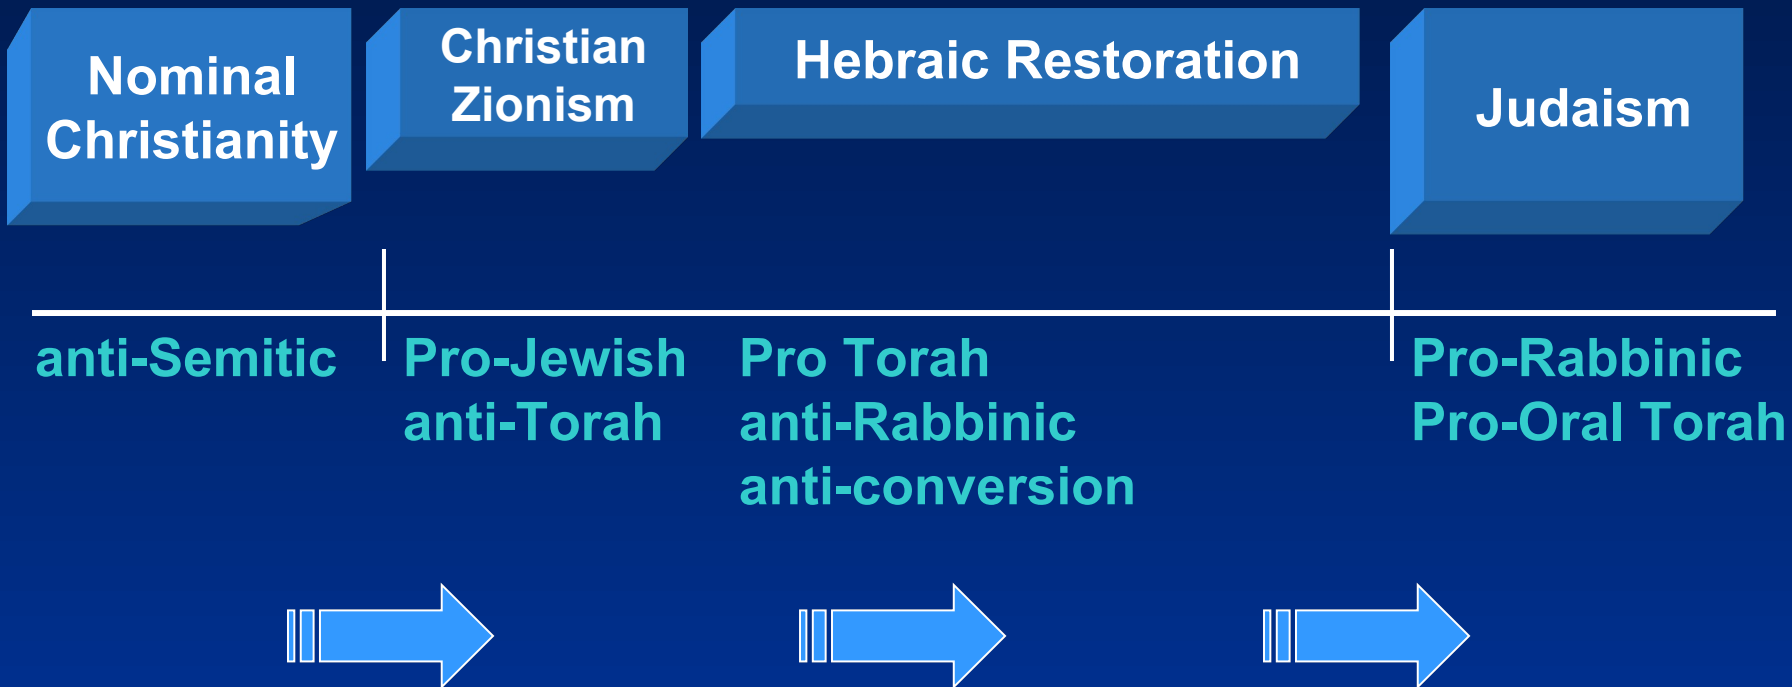 Nominal
Christianity
Christian
Zionism
Hebraic Restoration
Judaism
anti-Semitic
Pro-Jewish
anti-Torah
Pro Torah
anti-Rabbinic
anti-conversion
Pro-Rabbinic
Pro-Oral Torah